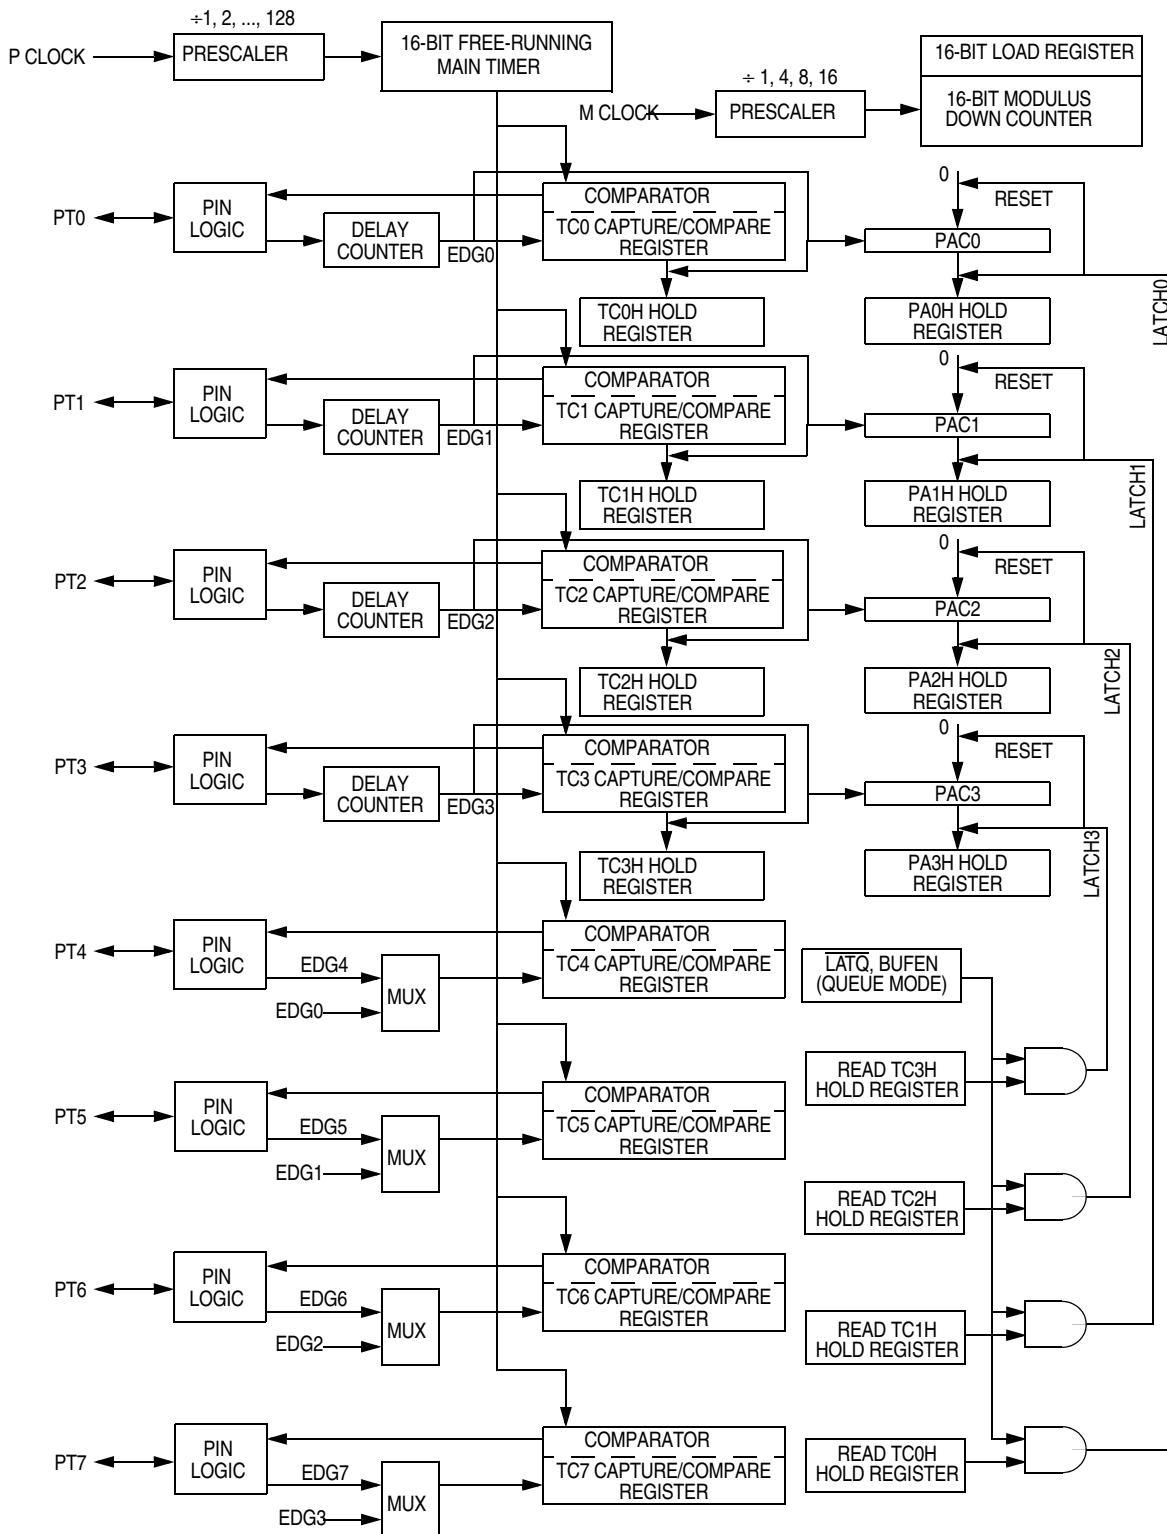 ÷1, 2, ..., 128
P CLOCK
PRESCALER
16-BIT FREE-RUNNING
MAIN TIMER
÷ 1, 4, 8, 16
M CLOCK
PRESCALER
16-BIT LOAD REGISTER
16-BIT MODULUS
DOWN COUNTER
PT0
PIN
LOGIC
DELAY
COUNTER
EDG0
COMPARATOR
TC0 CAPTURE/COMPARE
REGISTER
TC0H HOLD
REGISTER
0
RESET
PAC0
PA0H HOLD
REGISTER
LATCH0
PT1
PIN
LOGIC
DELAY
COUNTER
EDG1
COMPARATOR
TC1 CAPTURE/COMPARE
REGISTER
TC1H HOLD
REGISTER
0
RESET
PAC1
PA1H HOLD
REGISTER
LATCH1
PT2
PIN
LOGIC
DELAY
COUNTER
EDG2
COMPARATOR
TC2 CAPTURE/COMPARE
REGISTER
TC2H HOLD
REGISTER
0
RESET
PAC2
PA2H HOLD
REGISTER
LATCH2
PT3
PIN
LOGIC
DELAY
COUNTER
EDG3
COMPARATOR
TC3 CAPTURE/COMPARE
REGISTER
TC3H HOLD
REGISTER
0
RESET
PAC3
PA3H HOLD
REGISTER
LATCH3
PT4
PIN
LOGIC
EDG4
EDG0
MUX
COMPARATOR
TC4 CAPTURE/COMPARE
REGISTER
LATQ, BUFEN
(QUEUE MODE)
READ TC3H
HOLD REGISTER
PT5
PIN
LOGIC
EDG5
EDG1
MUX
COMPARATOR
TC5 CAPTURE/COMPARE
REGISTER
READ TC2H
HOLD REGISTER
PT6
PIN
LOGIC
EDG6
EDG2
MUX
COMPARATOR
TC6 CAPTURE/COMPARE
REGISTER
READ TC1H
HOLD REGISTER
PT7
PIN
LOGIC
EDG7
EDG3
MUX
COMPARATOR
TC7 CAPTURE/COMPARE
REGISTER
READ TC0H
HOLD REGISTER